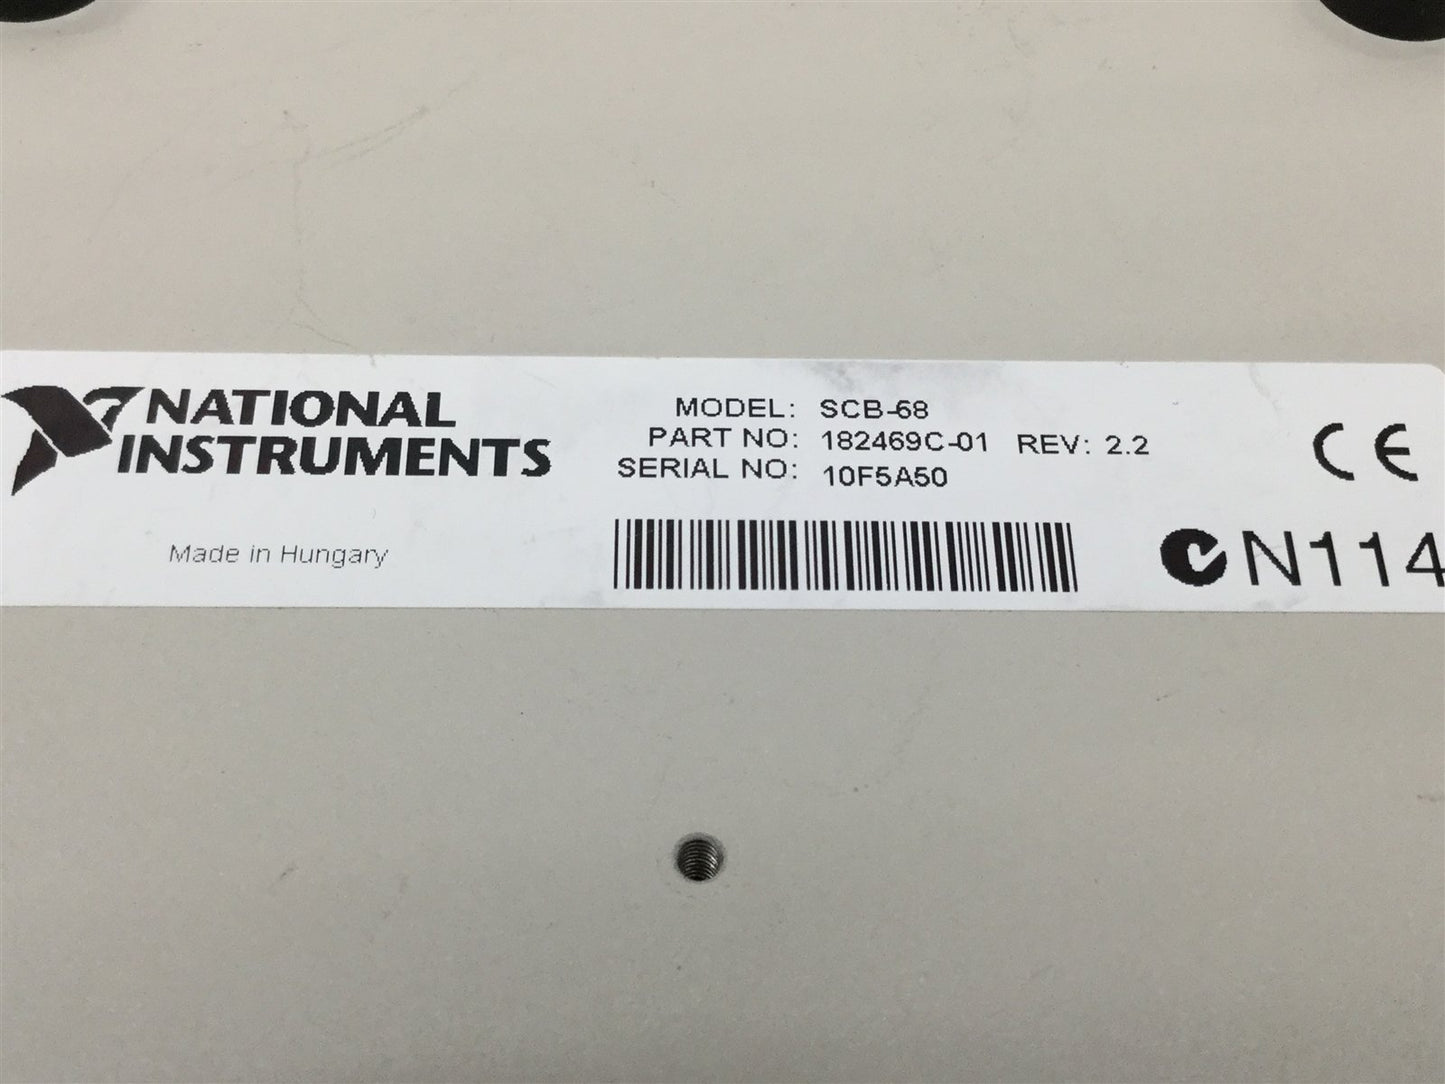 NATIONAL
INSTRUMENTS
Made in Hungary
MODEL: SCB-68
PART NO: 182469C-01 REV: 2.2
SERIAL NO: 10F5A50
CE
N114